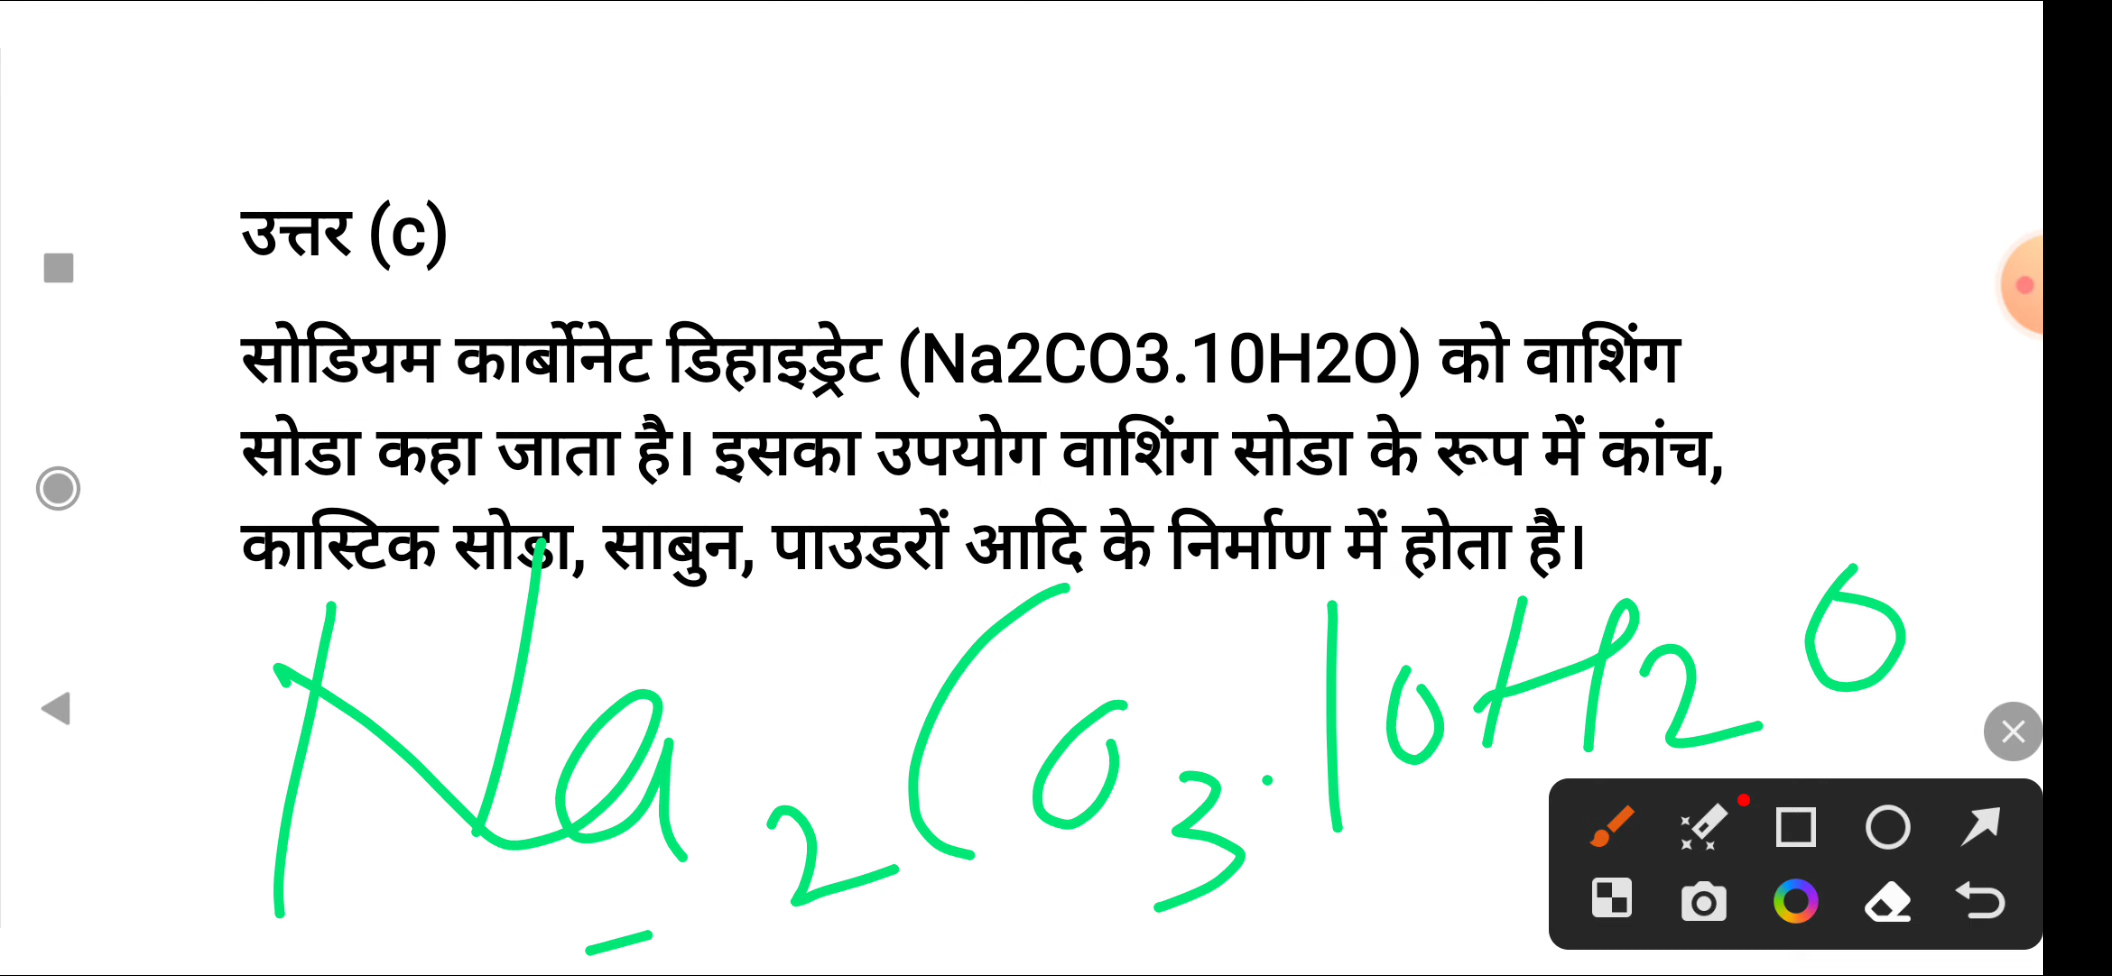 उत्तर (c)
सोडियम कार्बोनेट डिहाइड्रेट (Na2CO3.10H2O) को वाशिंग
सोडा कहा जाता है। इसका उपयोग वाशिंग सोडा के रूप में कांच,
कास्टिक सोडा, साबुन, पाउडरों आदि के निर्माण में होता है।
Na2CO3.10H2O